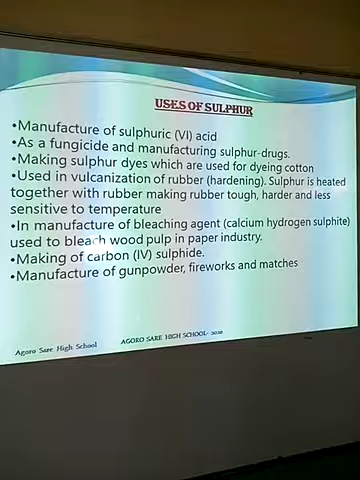 USES OF SULPHUR
•Manufacture of sulphuric (VI) acid
•As a fungicide and manufacturing sulphur-drugs.
•Making sulphur dyes which are used for dyeing cotton
•Used in vulcanization of rubber (hardening). Sulphur is heated
together with rubber making rubber tough, harder and less
sensitive to temperature
•In manufacture of bleaching agent (calcium hydrogen sulphite)
used to bleach wood pulp in paper industry.
•Making of carbon (IV) sulphide.
•Manufacture of gunpowder, fireworks and matches
Agoro Sare High School
AGORO SARE HIGH SCHOOL- 2020